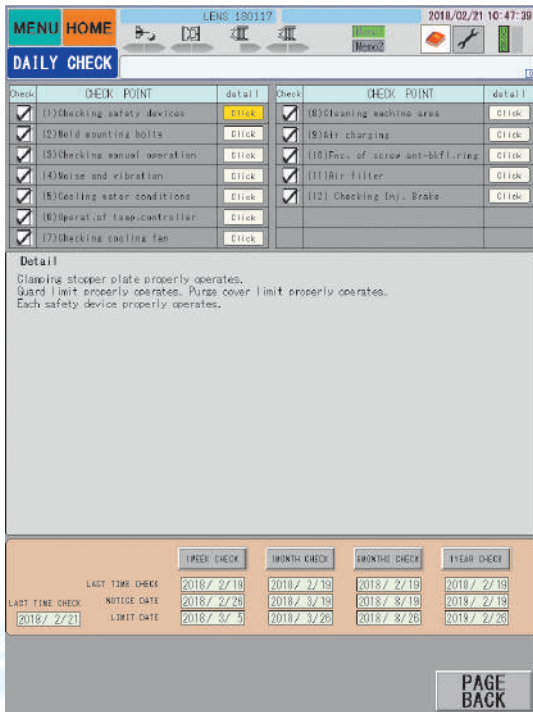 LENS 180117
2018/02/21 10:47:39
MENU HOME
Memo2
DAILY CHECK
Check CHECK POINT detail Check CHECK POINT detail
(1)Checking safety devices Click (8)Cleaning machine area Click
(2)Mold mounting bolts Click (9)Air charging Click
(3)Checking manual operation Click (10)Fnc. of screw ant-bkfl.ring Click
(4)Noise and vibration Click (11)Air filter Click
(5)Cooling water conditions Click (12) Checking Inj. Brake Click
(6)Operat.of temp.controller Click
(7)Checking cooling fan Click
Detail
Clamping stopper plate properly operates.
Guard limit properly operates. Purge cover limit properly operates.
Each safety device properly operates.
1WEEK CHECK 1MONTH CHECK 6MONTHS CHECK 1YEAR CHECK
LAST TIME CHECK 2018/ 2/19 2018/ 2/19 2018/ 2/19 2018/ 2/19
NOTICE DATE 2018/ 2/26 2018/ 3/19 2018/ 8/19 2019/ 2/19
LIMIT DATE 2018/ 3/ 5 2018/ 3/26 2018/ 8/26 2019/ 2/26
LAST TIME CHECK
2018/ 2/21
PAGE
BACK